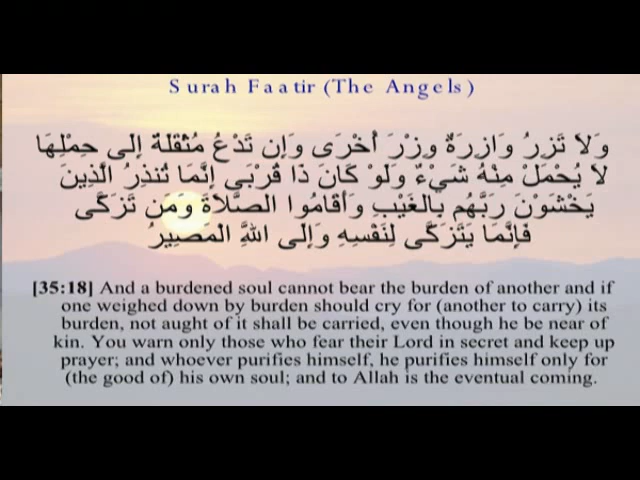 Surah Faatir (The Angels)
وَلَا تَزِرُ وَازِرَةٌ وِزْرَ أُخْرَى وَإِن تَدْعُ مُثْقَلَةٌ إِلَى حِمْلِهَا
لَا يُحْمَلْ مِنْهُ شَيْءٌ وَلَوْ كَانَ ذَا قُرْبَى إِنَّمَا تُنذِرُ الَّذِينَ
يَخْشَوْنَ رَبَّهُم بِالغَيْبِ وَأَقَامُوا الصَّلَاةَ وَمَن تَزَكَّى
فَإِنَّمَا يَتَزَكَّى لِنَفْسِهِ وَإِلَى اللَّهِ الْمَصِيرُ
[35:18] And a burdened soul cannot bear the burden of another and if
one weighed down by burden should cry for (another to carry) its
burden, not aught of it shall be carried, even though he be near of
kin. You warn only those who fear their Lord in secret and keep up
prayer; and whoever purifies himself, he purifies himself only for
(the good of) his own soul; and to Allah is the eventual coming.